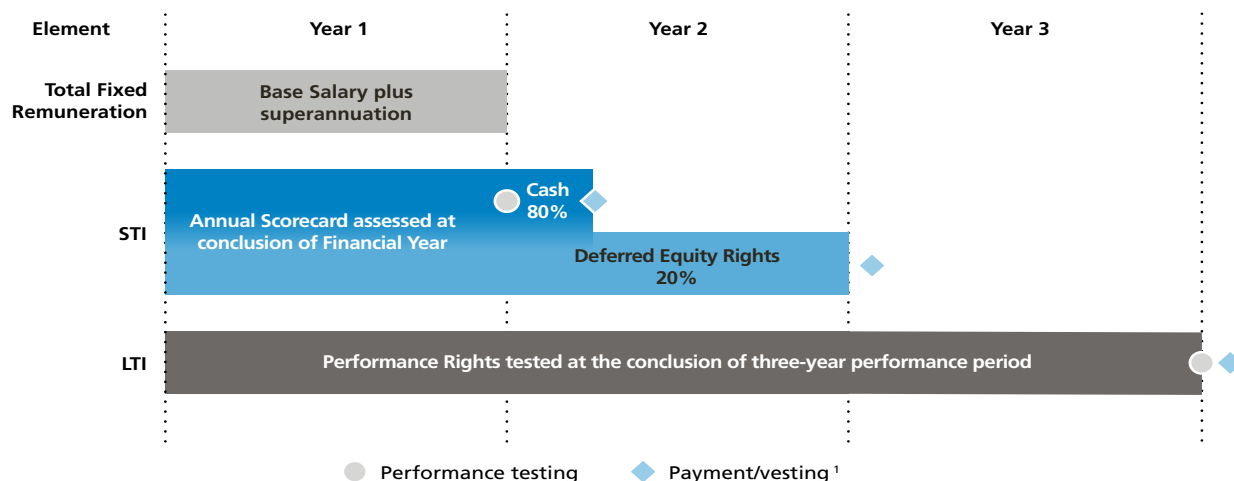 Element
Year 1
Year 2
Year 3
Total Fixed
Remuneration
Base Salary plus
superannuation
STI
Annual Scorecard assessed at
conclusion of Financial Year
Cash
80%
Deferred Equity Rights
20%
LTI
Performance Rights tested at the conclusion of three-year performance period
Performance testing
Payment/vesting 1